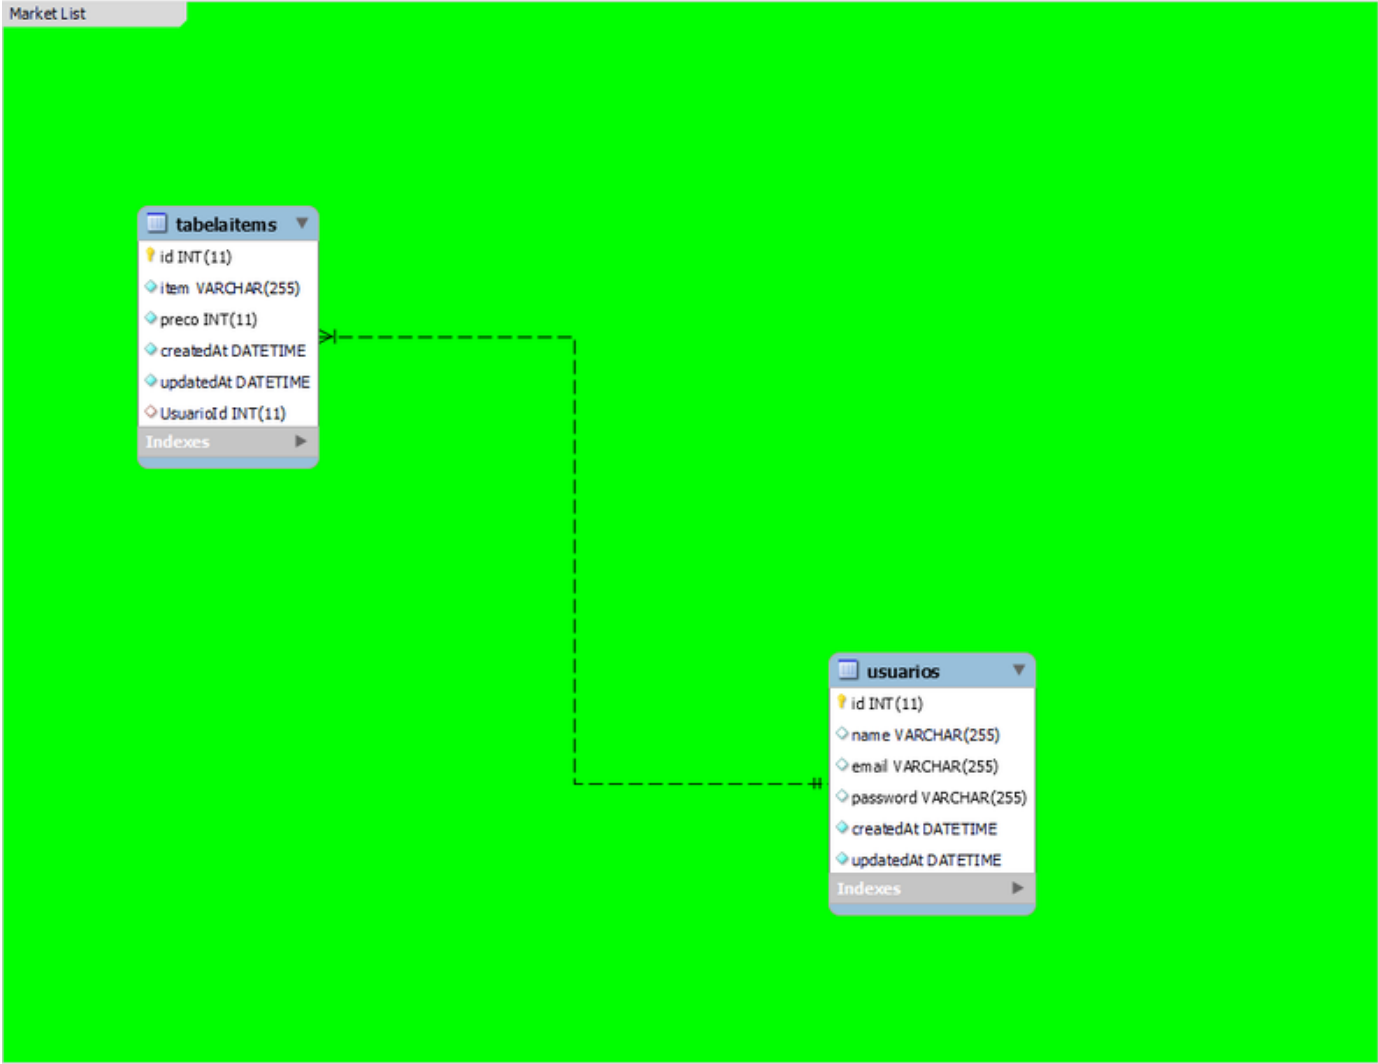 Market List
tabelaitems
id INT(11)
item VARCHAR(255)
preco INT(11)
createdAt DATETIME
updatedAt DATETIME
UsuarioId INT(11)
Indexes
usuarios
id INT(11)
name VARCHAR(255)
email VARCHAR(255)
password VARCHAR(255)
createdAt DATETIME
updatedAt DATETIME
Indexes